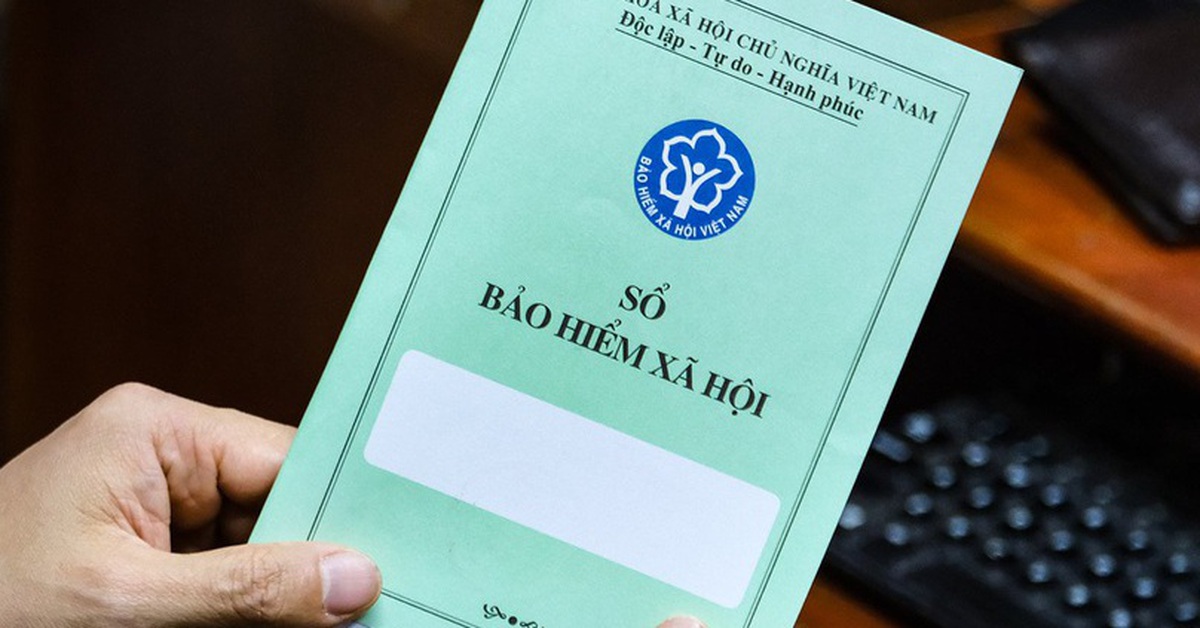 XÃ HỘI CHỦ NGHĨA VIỆT NAM
Độc lập - Tự do - Hạnh phúc
BẢO HIỂM XÃ HỘI VIỆT NAM
SỔ
BẢO HIỂM XÃ HỘI